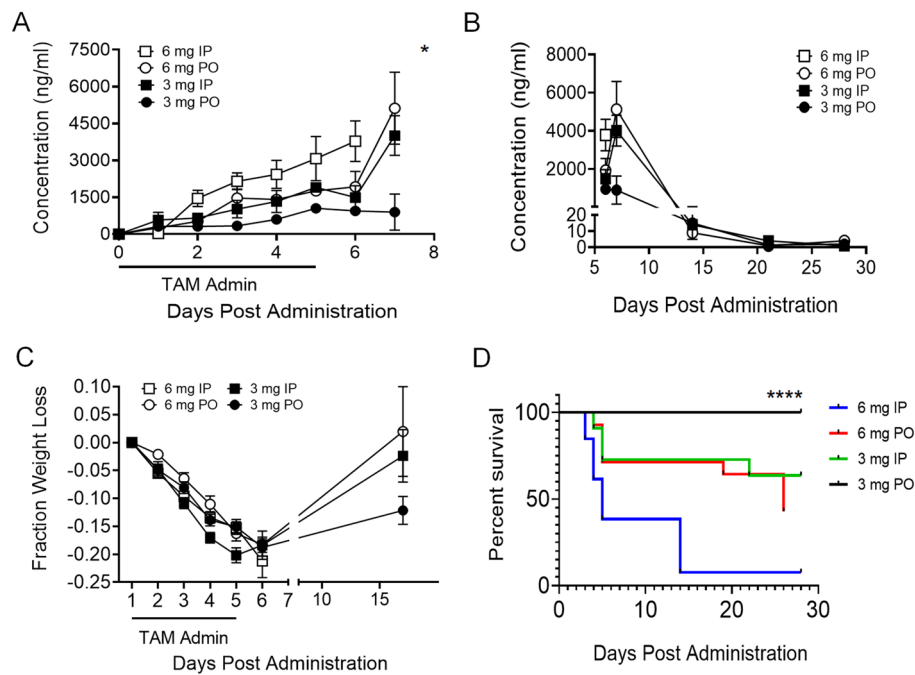 A
6 mg IP
6 mg PO
3 mg IP
3 mg PO
*
Concentration (ng/ml)
7500
6000
4500
3000
1500
0
0 2 4 6 8
TAM Admin
Days Post Administration
B
6 mg IP
6 mg PO
3 mg IP
3 mg PO
Concentration (ng/ml)
8000
6000
4000
2000
20
10
0
5 10 15 20 25 30
Days Post Administration
C
6 mg IP 3 mg IP
6 mg PO 3 mg PO
Fraction Weight Loss
0.10
0.05
0.00
-0.05
-0.10
-0.15
-0.20
-0.25
1 2 3 4 5 6 7 10 15
TAM Admin
Days Post Administration
D
****
6 mg IP
6 mg PO
3 mg IP
3 mg PO
Percent survival
100
50
0
0 10 20 30
Days Post Administration